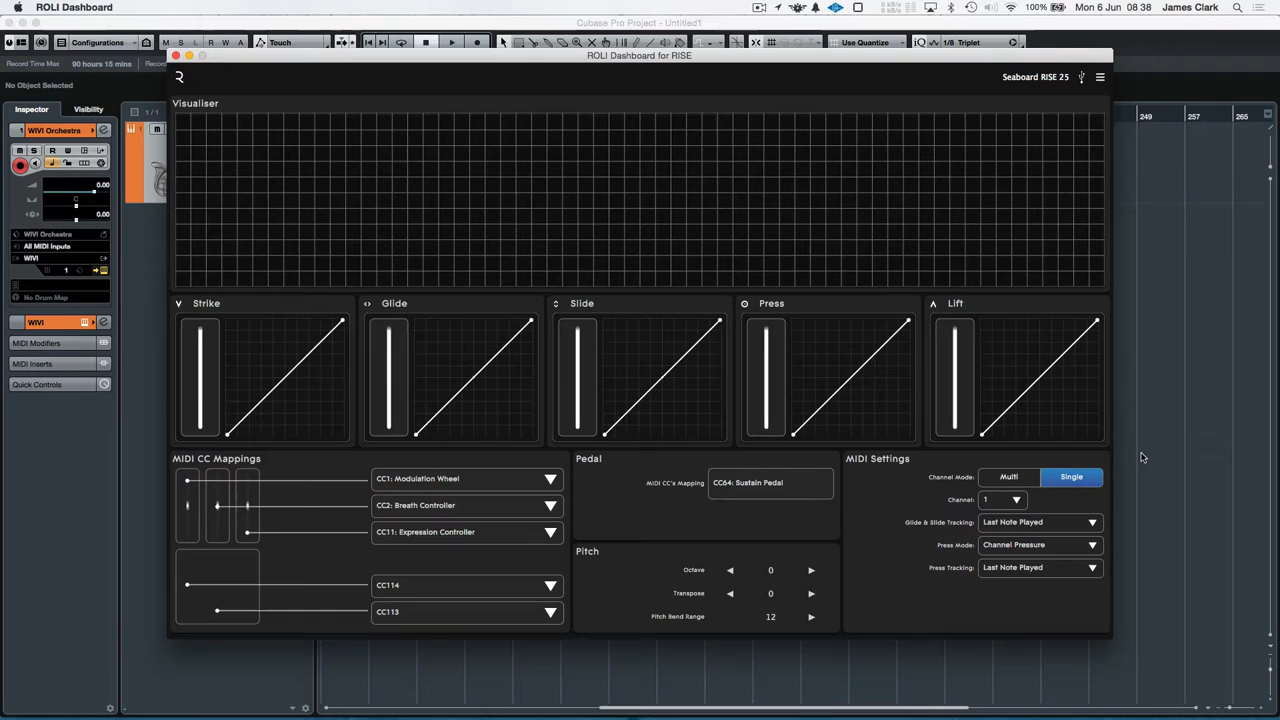 ROLI Dashboard
100%
Mon 6 Jun 08:38
James Clark
Cubase Pro Project - Untitled1
Configurations
M S L R W A
Touch
Use Quantize
iQ
1/8 Triplet
Record Time Max
90 hours 15 mins
No Object Selected
Inspector
Visibility
1 / 1
1
WIVI Orchestra
M S R W
0.00
C
0.00
WIVI Orchestra
All MIDI Inputs
WIVI
1
No Drum Map
WIVI
MIDI Modifiers
MIDI Inserts
Quick Controls
249
257
265
ROLI Dashboard for RISE
Seaboard RISE 25
Visualiser
Strike
Glide
Slide
Press
Lift
MIDI CC Mappings
CC1: Modulation Wheel
CC2: Breath Controller
CC11: Expression Controller
CC114
CC113
Pedal
MIDI CC's Mapping
CC64: Sustain Pedal
Pitch
Octave
0
Transpose
0
Pitch Bend Range
12
MIDI Settings
Channel Mode:
Multi
Single
Channel:
1
Glide & Slide Tracking:
Last Note Played
Press Mode:
Channel Pressure
Press Tracking:
Last Note Played